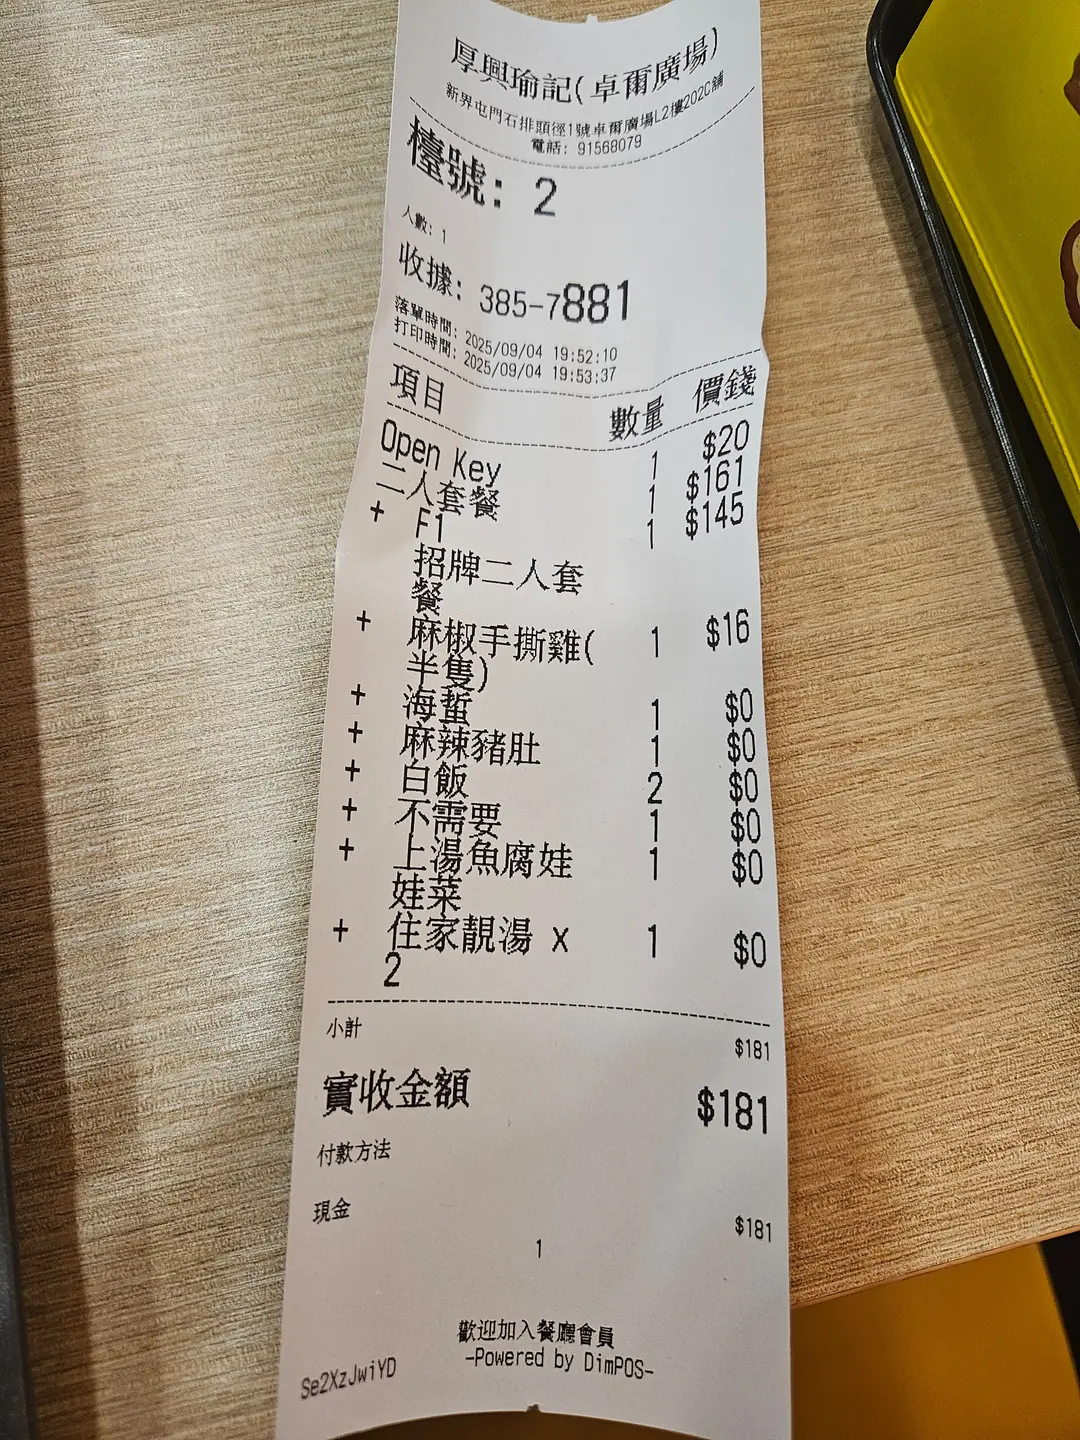 厚興瑜記(卓爾廣場)
新界屯門石排頭徑1號卓爾廣場L2樓202C舖
電話: 91568079
檯號: 2
人數: 1
收據: 385-7881
落單時間: 2025/09/04 19:52:10
打印時間: 2025/09/04 19:53:37
項目 數量 價錢
Open Key 1 $20
二人套餐 1 $161
+ F1 1 $145
招牌二人套
餐
+ 麻椒手撕雞( 1 $16
半隻)
+ 海蜇 1 $0
+ 麻辣豬肚 1 $0
+ 白飯 2 $0
+ 不需要 1 $0
+ 上湯魚腐娃 1 $0
娃菜
+ 住家靚湯 x 1 $0
2
小計 $181
實收金額 $181
付款方法
現金 $181
1
歡迎加入餐廳會員
-Powered by DimPOS-
Se2XzJwiYD